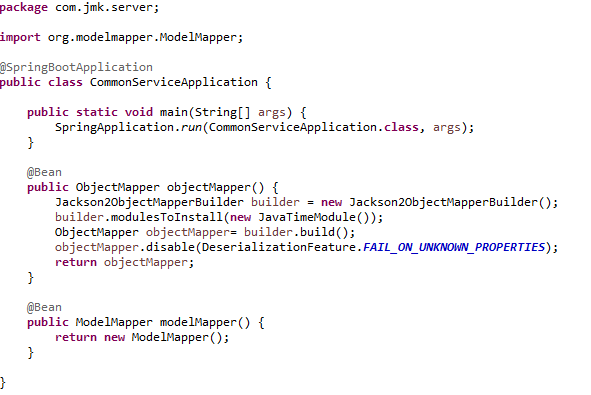 package com.jmk.server;
import org.modelmapper.ModelMapper;
@SpringBootApplication
public class CommonServiceApplication {
public static void main(String[] args) {
SpringApplication.run(CommonServiceApplication.class, args);
}
@Bean
public ObjectMapper objectMapper() {
Jackson2ObjectMapperBuilder builder = new Jackson2ObjectMapperBuilder();
builder.modulesToInstall(new JavaTimeModule());
ObjectMapper objectMapper= builder.build();
objectMapper.disable(DeserializationFeature.FAIL_ON_UNKNOWN_PROPERTIES);
return objectMapper;
}
@Bean
public ModelMapper modelMapper() {
return new ModelMapper();
}
}